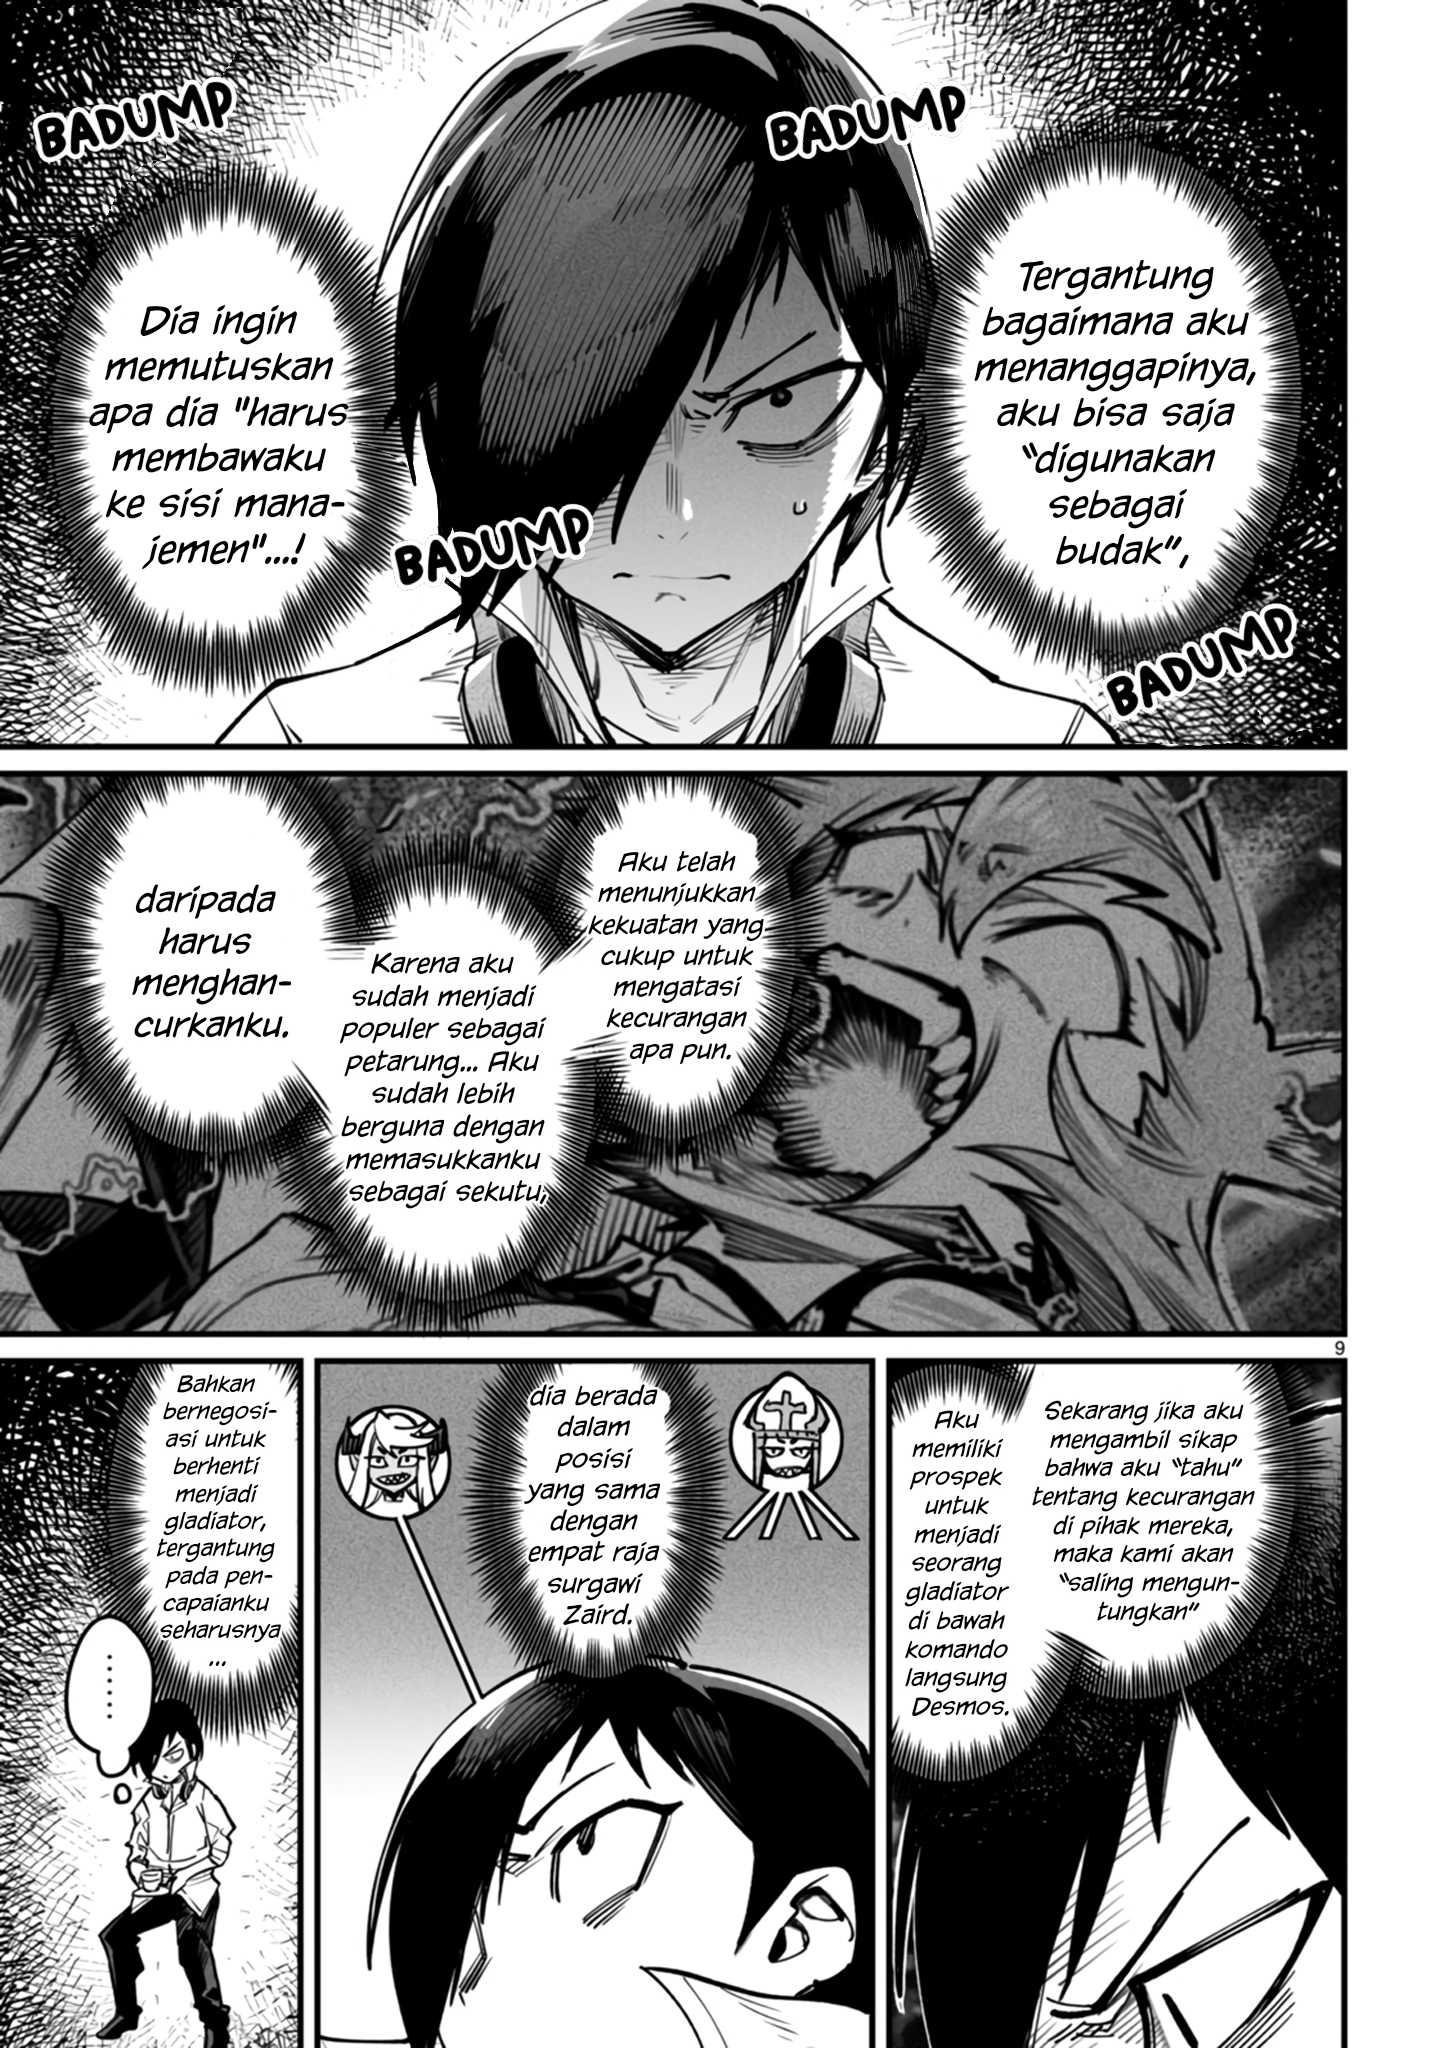 BADUMP
BADUMP
Tergantung
bagaimana aku
menanggapinya,
aku bisa saja
"digunakan
sebagai
budak",
Dia ingin
memutuskan
apa dia "harus
membawaku
ke sisi mana-
jemen"...!
BADUMP
BADUMP
Aku telah
menunjukkan
kekuatan yang
cukup untuk
mengatasi
kecurangan
apa pun.
Karena aku
sudah menjadi
populer sebagai
petarung... Aku
sudah lebih
berguna dengan
memasukkanku
sebagai sekutu,
daripada
harus
menghan-
curkanku.
9
Sekarang jika aku
mengambil sikap
bahwa aku "tahu"
tentang kecurangan
di pihak mereka,
maka kami akan
"saling mengun-
tungkan"
Aku
memiliki
prospek
untuk
menjadi
seorang
gladiator
di bawah
komando
langsung
Desmos.
dia berada
dalam
posisi
yang sama
dengan
empat raja
surgawi
Zaird.
Bahkan
bernegosi-
asi untuk
berhenti
menjadi
gladiator,
tergantung
pada pen-
capaianku
seharusnya
...
......